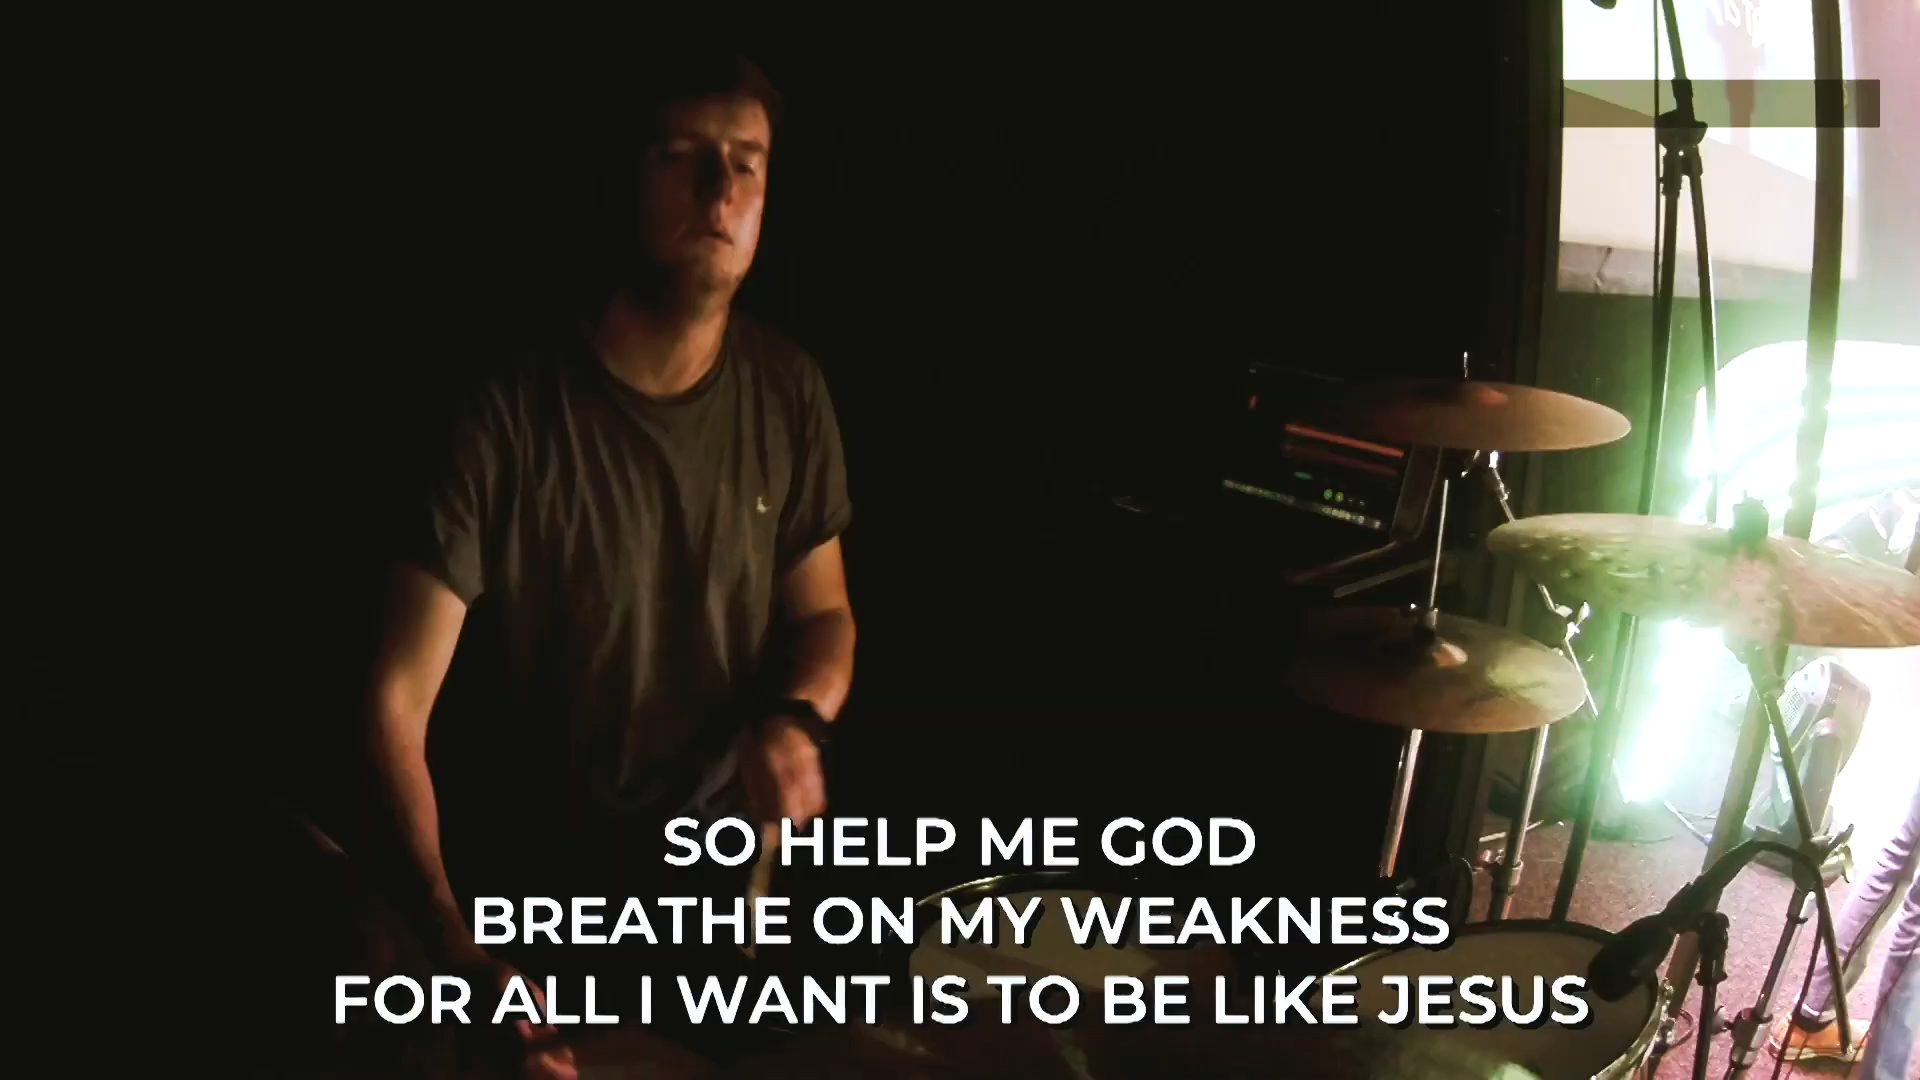 SO HELP ME GOD
BREATHE ON MY WEAKNESS
FOR ALL I WANT IS TO BE LIKE JESUS